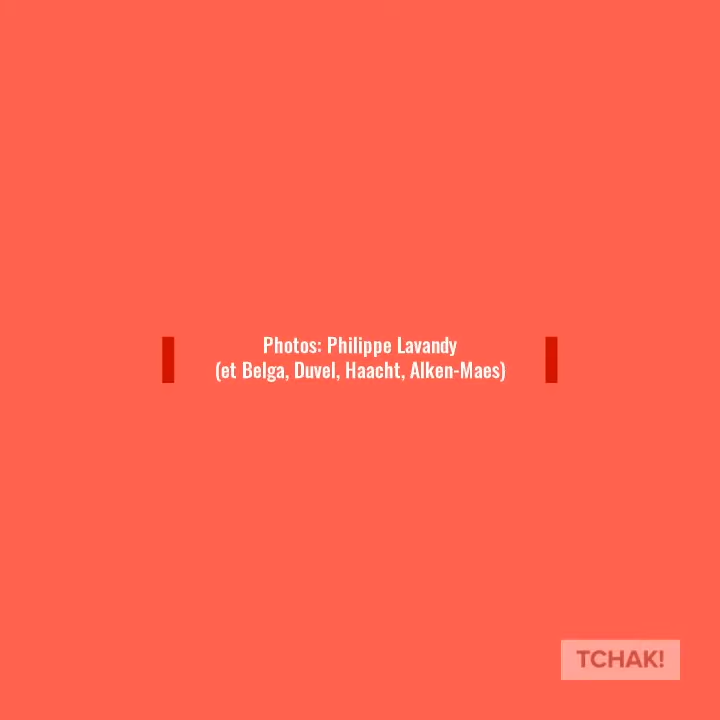 Photos: Philippe Lavandy
(et Belga, Duvel, Haacht, Alken-Maes)
TCHAK!